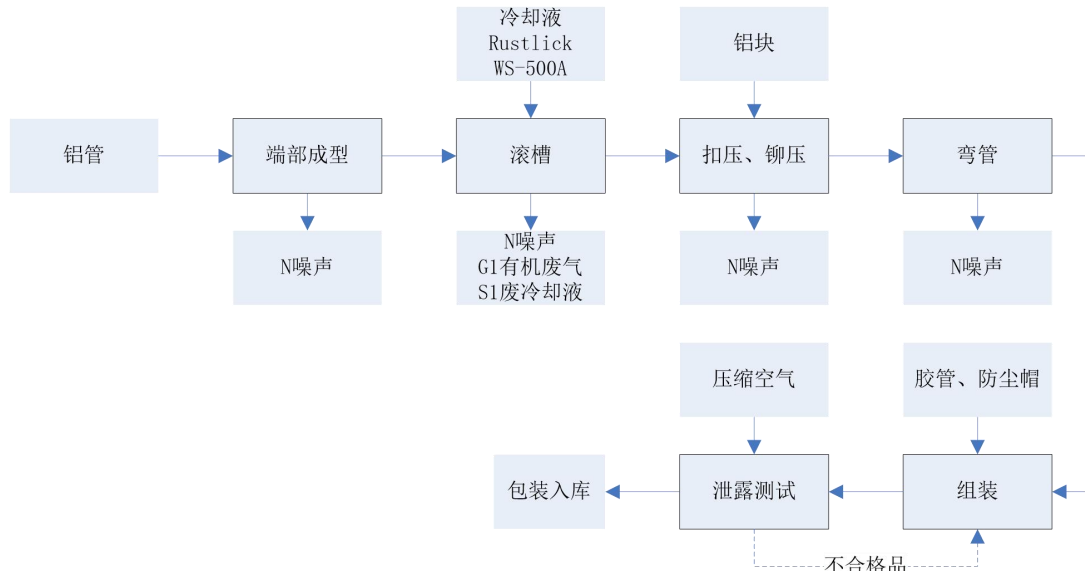 冷却液
Rustlick
WS-500A
铝块
铝管
端部成型
滚槽
扣压、铆压
弯管
N噪声
N噪声
G1有机废气
S1废冷却液
N噪声
N噪声
压缩空气
胶管、防尘帽
包装入库
泄露测试
组装
不合格品